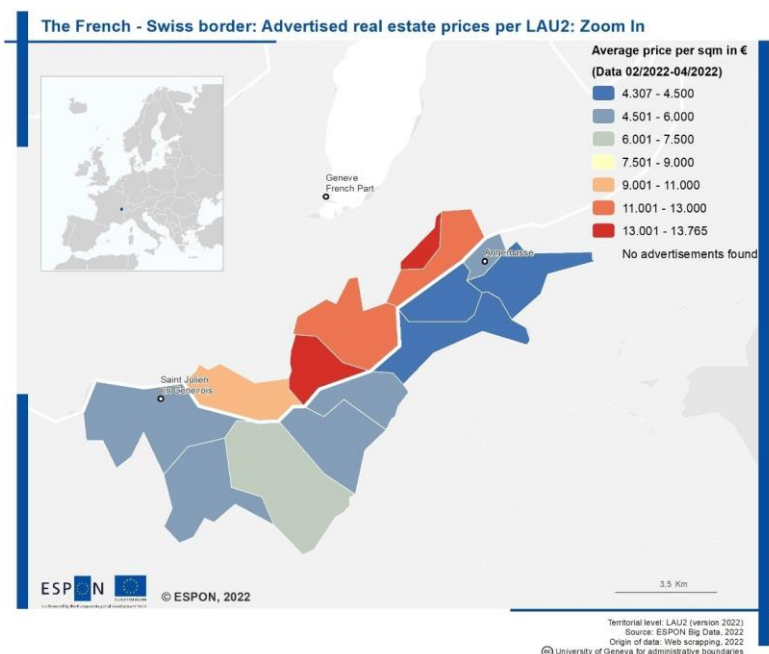 The French - Swiss border: Advertised real estate prices per LAU2: Zoom In
Average price per sqm in €
(Data 02/2022-04/2022)
4.307 - 4.500
4.501 - 6.000
6.001 - 7.500
7.501 - 9.000
9.001 - 11.000
11.001 - 13.000
13.001 - 13.765
No advertisements found
Geneve
French Part
Annemasse
Saint Julien
en Genevois
3,5 Km
ESPON
© ESPON, 2022
Territorial level: LAU2 (version 2022)
Source: ESPON Big Data, 2022
Origin of data: Web scrapping, 2022
(cc) University of Geneva for administrative boundaries